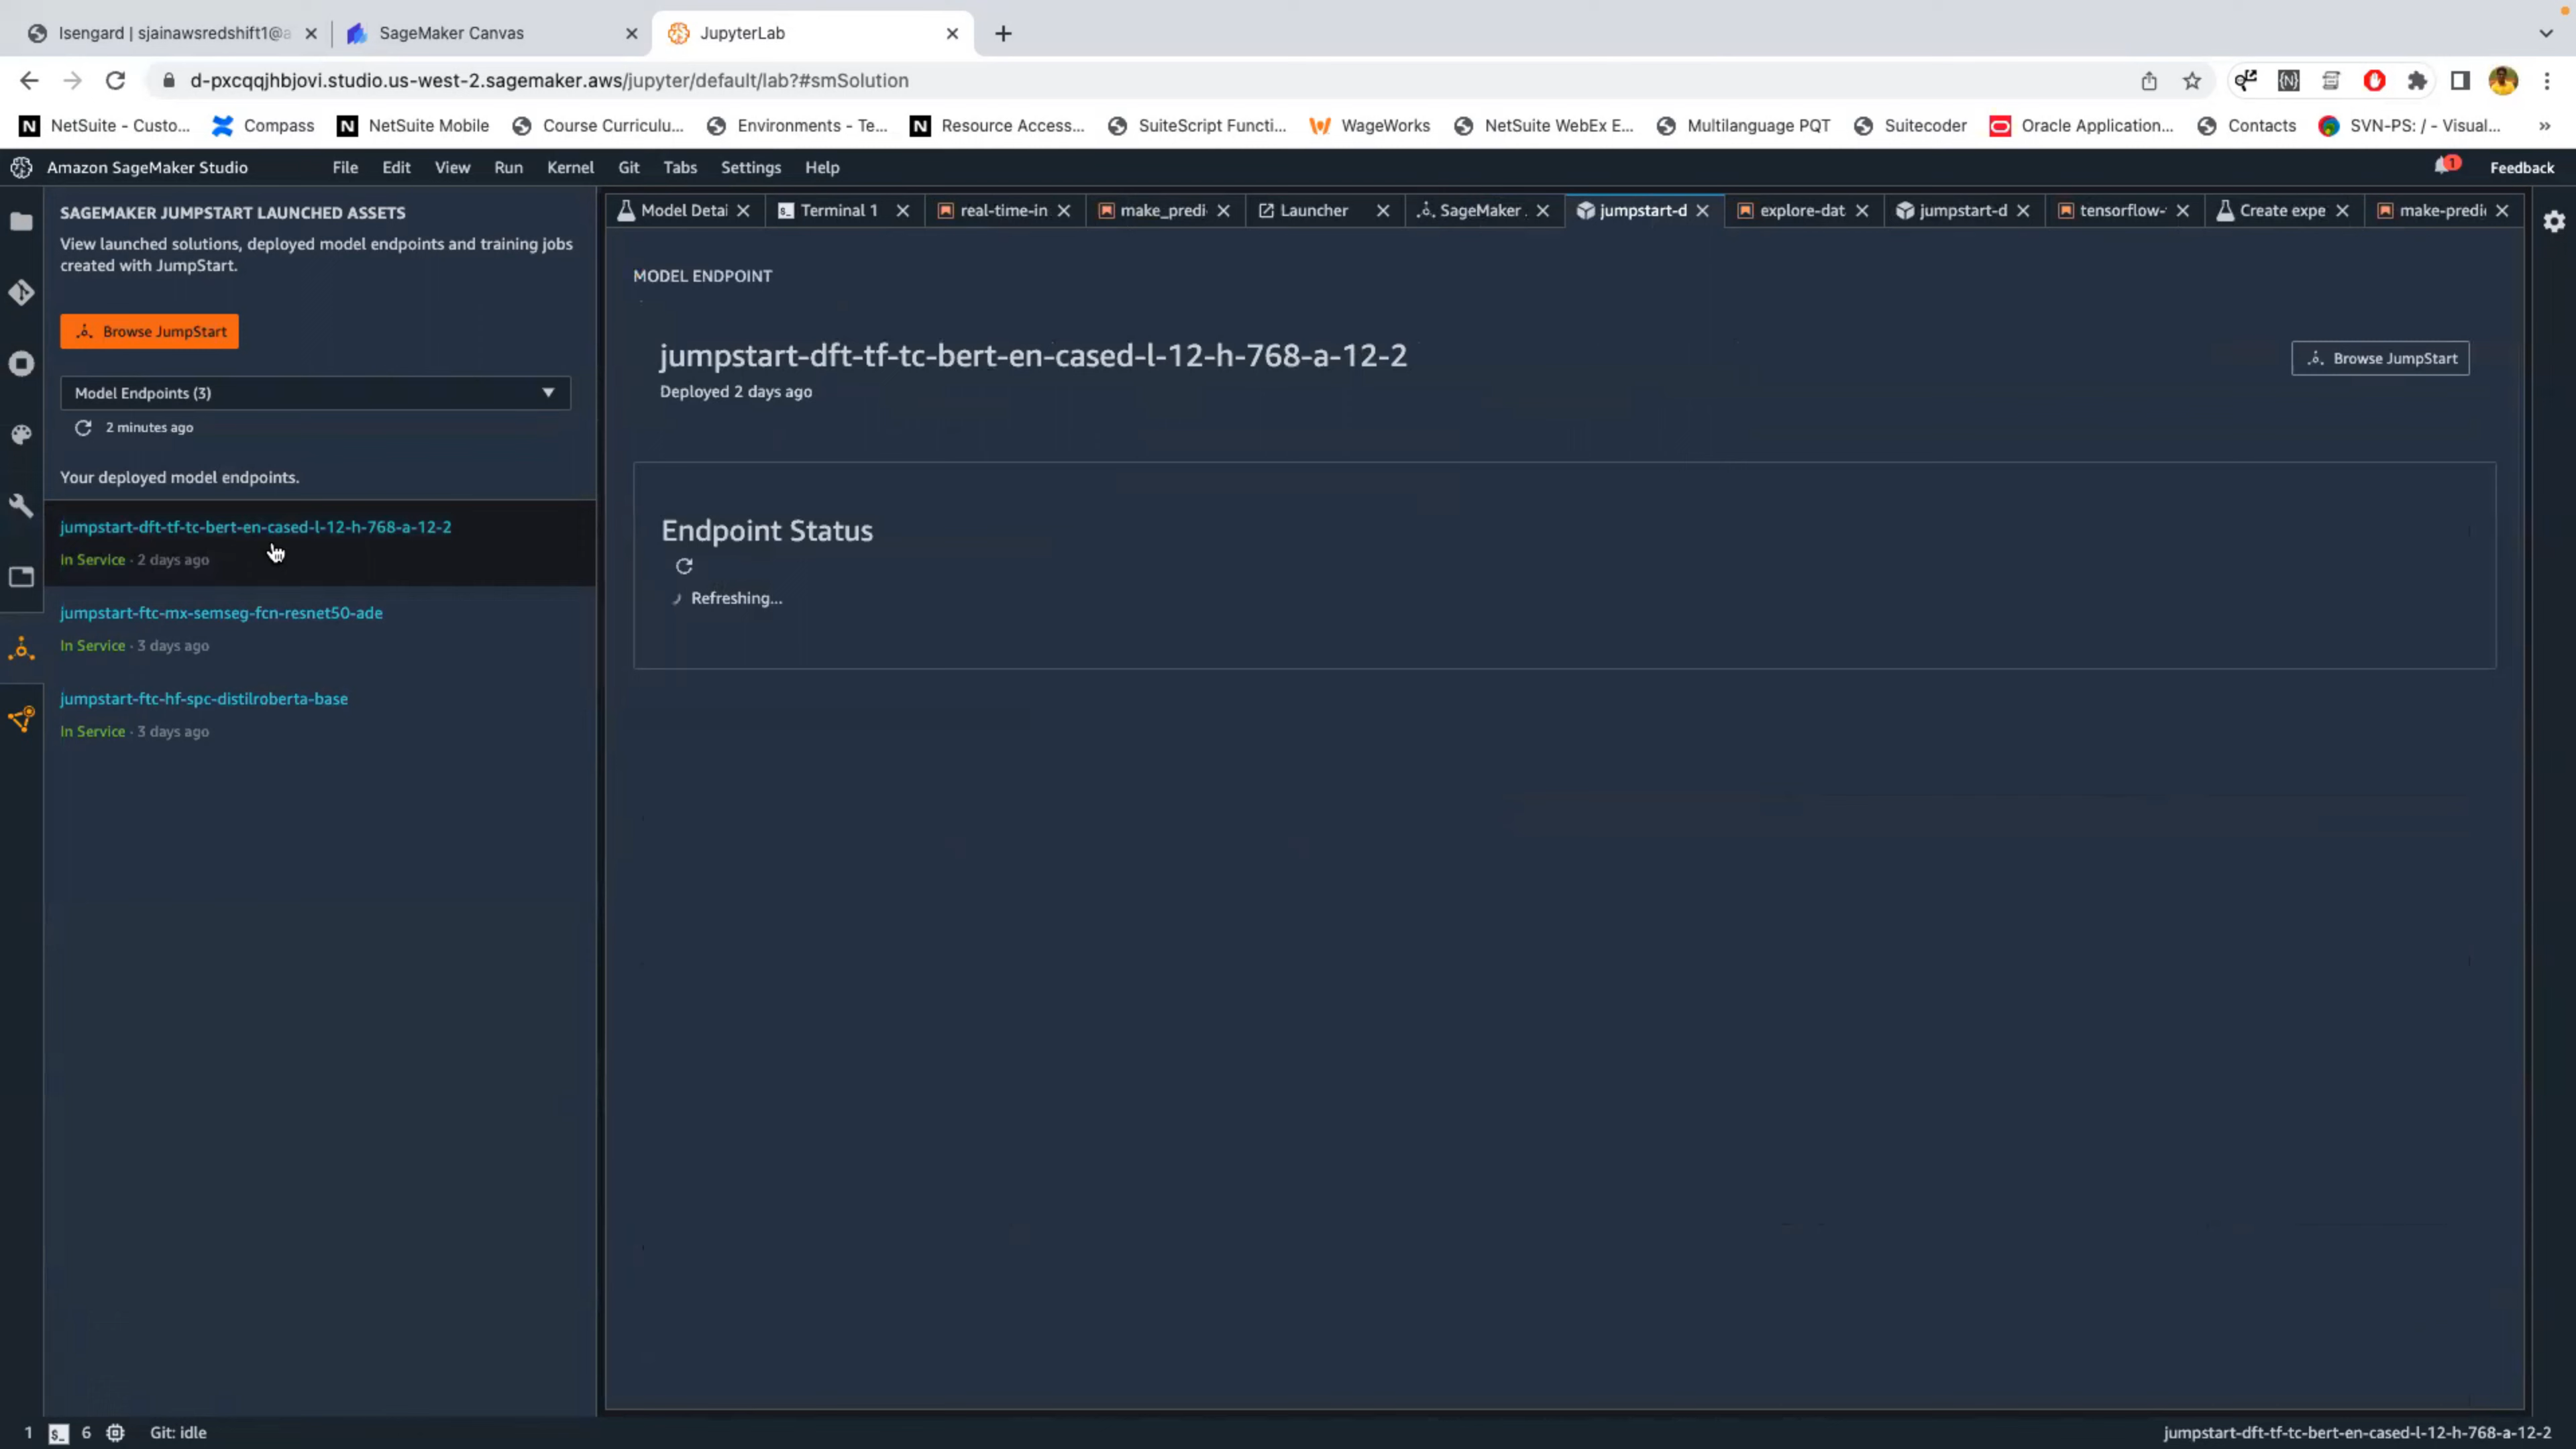 Isengard | sjainawsredshift1@a
SageMaker Canvas
JupyterLab
d-pxcqqjhbjovi.studio.us-west-2.sagemaker.aws/jupyter/default/lab?#smSolution
NetSuite - Custo...
Compass
NetSuite Mobile
Course Curriculu...
Environments - Te...
Resource Access...
SuiteScript Functi...
WageWorks
NetSuite WebEx E...
Multilanguage PQT
Suitecoder
Oracle Application...
Contacts
SVN-PS: / - Visual...
»
Amazon SageMaker Studio
File
Edit
View
Run
Kernel
Git
Tabs
Settings
Help
1
Feedback
SAGEMAKER JUMPSTART LAUNCHED ASSETS
View launched solutions, deployed model endpoints and training jobs
created with JumpStart.
Browse JumpStart
Model Endpoints (3)
2 minutes ago
Your deployed model endpoints.
jumpstart-dft-tf-tc-bert-en-cased-l-12-h-768-a-12-2
In Service · 2 days ago
jumpstart-ftc-mx-semseg-fcn-resnet50-ade
In Service · 3 days ago
jumpstart-ftc-hf-spc-distilroberta-base
In Service · 3 days ago
Model Detai
Terminal 1
real-time-in
make_predi
Launcher
SageMaker
jumpstart-d
explore-dat
jumpstart-d
tensorflow-
Create expe
make-predi
MODEL ENDPOINT
jumpstart-dft-tf-tc-bert-en-cased-l-12-h-768-a-12-2
Deployed 2 days ago
Browse JumpStart
Endpoint Status
Refreshing...
1
6
Git: idle
jumpstart-dft-tf-tc-bert-en-cased-l-12-h-768-a-12-2